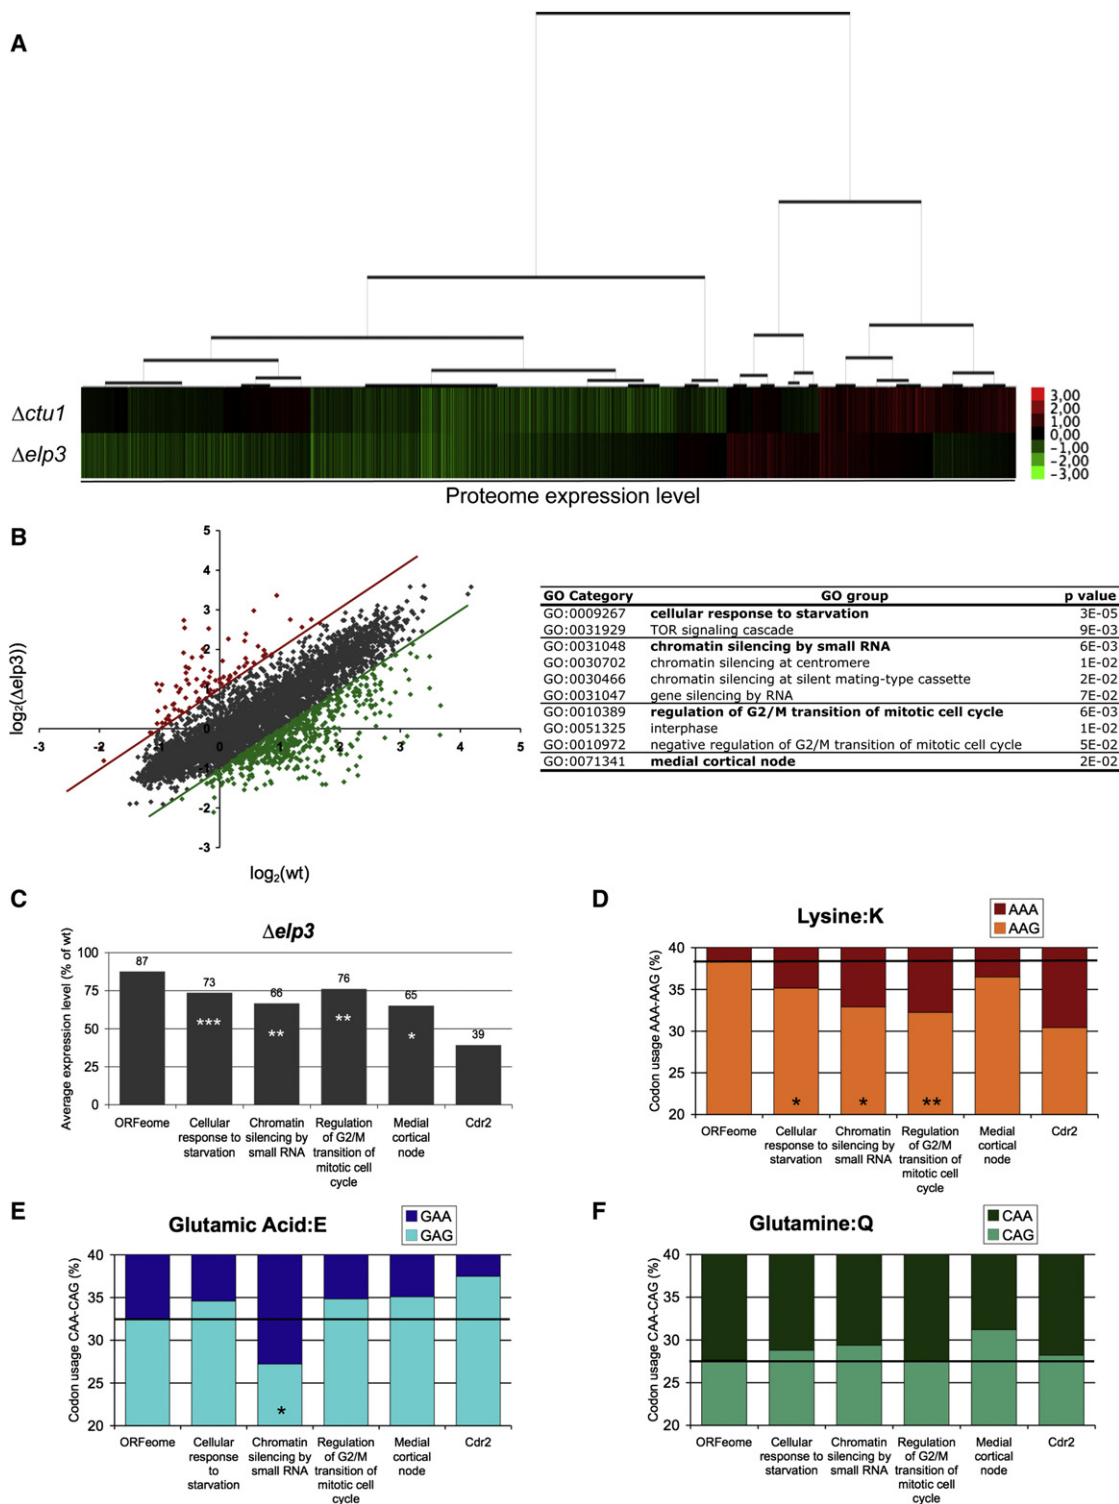 A
Δctu1
Δelp3
3,00
2,00
1,00
0,00
-1,00
-2,00
-3,00
Proteome expression level
B
log2(Δelp3))
5
4
3
2
1
0
-1
-2
-3
-3 -2 -1 0 1 2 3 4 5
log2(wt)
GO Category GO group p value
GO:0009267 cellular response to starvation 3E-05
GO:0031929 TOR signaling cascade 9E-03
GO:0031048 chromatin silencing by small RNA 6E-03
GO:0030702 chromatin silencing at centromere 1E-02
GO:0030466 chromatin silencing at silent mating-type cassette 2E-02
GO:0031047 gene silencing by RNA 7E-02
GO:0010389 regulation of G2/M transition of mitotic cell cycle 6E-03
GO:0051325 interphase 1E-02
GO:0010972 negative regulation of G2/M transition of mitotic cell cycle 5E-02
GO:0071341 medial cortical node 2E-02
C
Δelp3
Average expression level (% of wt)
100
75
50
25
0
87 73 66 76 65 39
*** ** ** *
ORFeome
Cellular response to starvation
Chromatin silencing by small RNA
Regulation of G2/M transition of mitotic cell cycle
Medial cortical node
Cdr2
D
Lysine:K
AAA
AAG
Codon usage AAA-AAG (%)
40
35
30
25
20
* * **
ORFeome
Cellular response to starvation
Chromatin silencing by small RNA
Regulation of G2/M transition of mitotic cell cycle
Medial cortical node
Cdr2
E
Glutamic Acid:E
GAA
GAG
Codon usage CAA-CAG (%)
40
35
30
25
20
*
ORFeome
Cellular response to starvation
Chromatin silencing by small RNA
Regulation of G2/M transition of mitotic cell cycle
Medial cortical node
Cdr2
F
Glutamine:Q
CAA
CAG
Codon usage CAA-CAG (%)
40
35
30
25
20
ORFeome
Cellular response to starvation
Chromatin silencing by small RNA
Regulation of G2/M transition of mitotic cell cycle
Medial cortical node
Cdr2